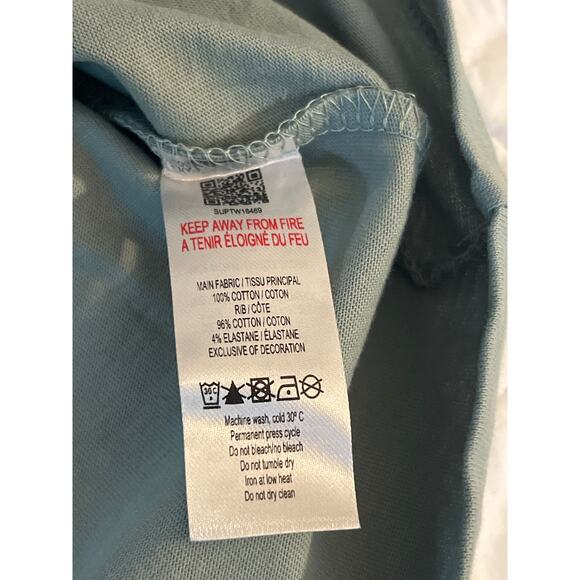 SUPTW16469
KEEP AWAY FROM FIRE
A TENIR ÉLOIGNÉ DU FEU
MAIN FABRIC / TISSU PRINCIPAL
100% COTTON / COTON
RIB / CÔTE
96% COTTON / COTON
4% ELASTANE / ÉLASTANE
EXCLUSIVE OF DECORATION
30 C
Machine wash, cold 30º C
Permanent press cycle
Do not bleach/no bleach
Do not tumble dry
Iron at low heat
Do not dry clean